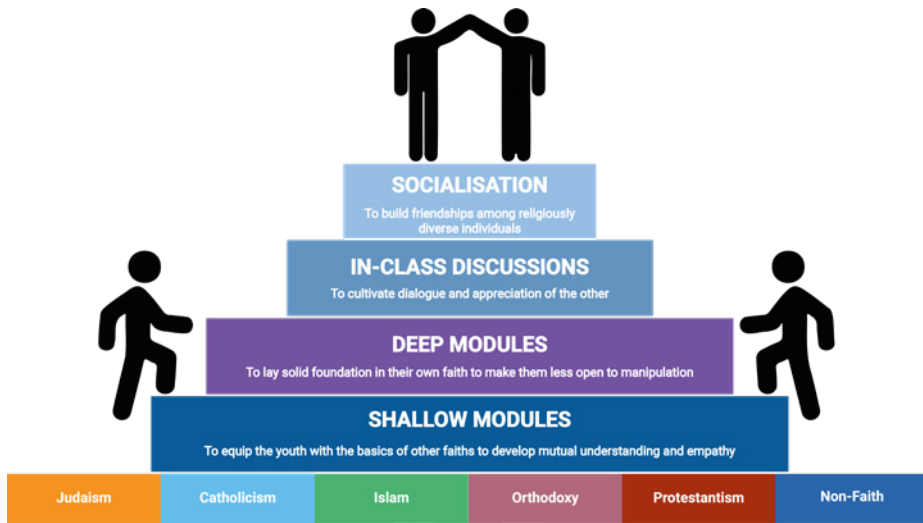 SOCIALISATION
To build friendships among religiously
diverse individuals
IN-CLASS DISCUSSIONS
To cultivate dialogue and appreciation of the other
DEEP MODULES
To lay solid foundation in their own faith to make them less open to manipulation
SHALLOW MODULES
To equip the youth with the basics of other faiths to develop mutual understanding and empathy
Judaism
Catholicism
Islam
Orthodoxy
Protestantism
Non-Faith